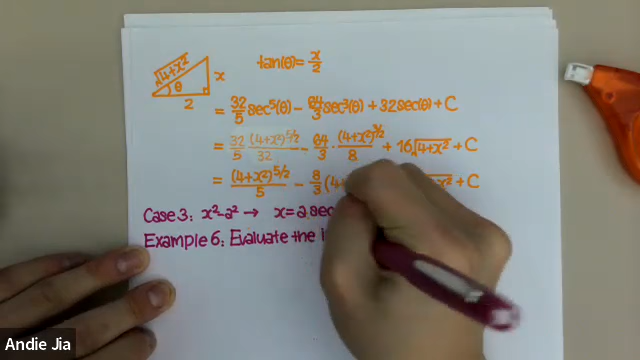 √4+x²
θ
x
2
tan(θ)= x/2
= 32/5 sec⁵(θ) - 64/3 sec³(θ) + 32 sec(θ) + C
= 32/5 (4+x²)^5/2/32 - 64/3 · (4+x²)^3/2/8 + 16√4+x² + C
= (4+x²)^5/2/5 - 8/3 (4+ x² + C
Case 3: x²-a² → x=a sec
Example 6: Evaluate the
Andie Jia